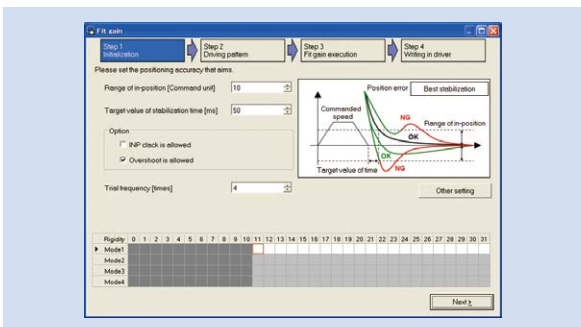 Fit gain
Step 1
Initialization
Step 2
Driving pattern
Step 3
Fit gain execution
Step 4
Writing in driver
Please set the positioning accuracy that aims.
Range of in-position [Command unit]
10
Target value of stabilization time [ms]
50
Option
INP clack is allowed
Overshoot is allowed
Trial frequency [times]
4
Position error
Best stabilization
Commanded
speed
NG
Range of in-position
OK
OK
Target value of time
NG
Other setting
Rigidity 0 1 2 3 4 5 6 7 8 9 10 11 12 13 14 15 16 17 18 19 20 21 22 23 24 25 26 27 28 29 30 31
Mode1
Mode2
Mode3
Mode4
Next >